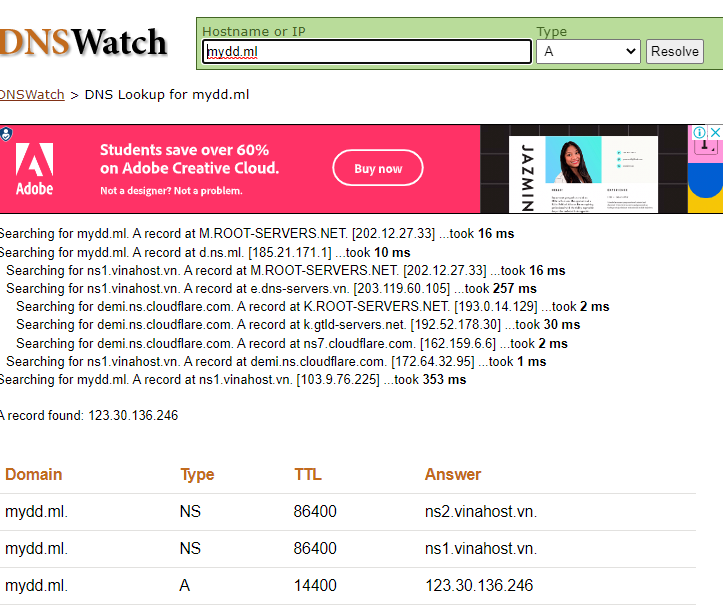 DNSWatch
Hostname or IP
Type
mydd.ml
A
Resolve
DNSWatch > DNS Lookup for mydd.ml
Adobe
Students save over 60%
on Adobe Creative Cloud.
Not a designer? Not a problem.
Buy now
JAZMIN
Searching for mydd.ml. A record at M.ROOT-SERVERS.NET. [202.12.27.33] ...took 16 ms
Searching for mydd.ml. A record at d.ns.ml. [185.21.171.1] ...took 10 ms
Searching for ns1.vinahost.vn. A record at M.ROOT-SERVERS.NET. [202.12.27.33] ...took 16 ms
Searching for ns1.vinahost.vn. A record at e.dns-servers.vn. [203.119.60.105] ...took 257 ms
Searching for demi.ns.cloudflare.com. A record at K.ROOT-SERVERS.NET. [193.0.14.129] ...took 2 ms
Searching for demi.ns.cloudflare.com. A record at k.gtld-servers.net. [192.52.178.30] ...took 30 ms
Searching for demi.ns.cloudflare.com. A record at ns7.cloudflare.com. [162.159.6.6] ...took 2 ms
Searching for ns1.vinahost.vn. A record at demi.ns.cloudflare.com. [172.64.32.95] ...took 1 ms
Searching for mydd.ml. A record at ns1.vinahost.vn. [103.9.76.225] ...took 353 ms
A record found: 123.30.136.246
Domain Type TTL Answer
mydd.ml. NS 86400 ns2.vinahost.vn.
mydd.ml. NS 86400 ns1.vinahost.vn.
mydd.ml. A 14400 123.30.136.246